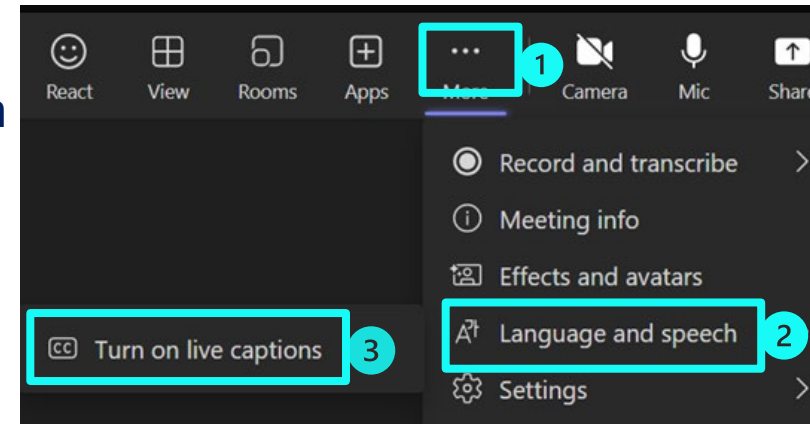 React View Rooms Apps More Camera Mic Share
1
Record and transcribe
Meeting info
Effects and avatars
Language and speech 2
Turn on live captions 3
Settings